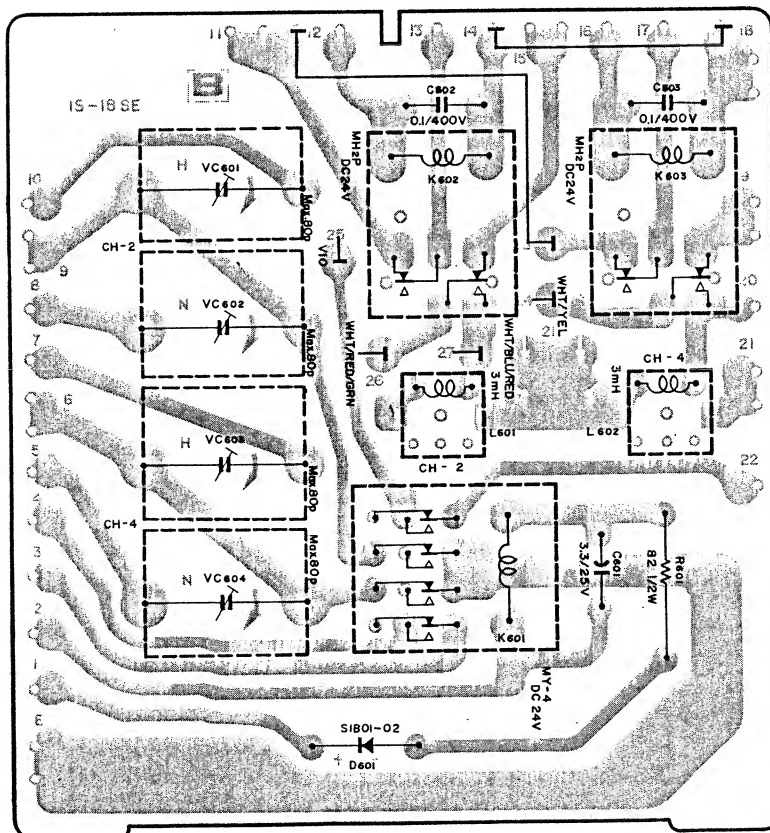 11
12
13
14
15
16
17
18
B
1S-18SE
C602
0.1/400V
C603
0.1/400V
MH2P
DC24V
K602
MH2P
DC24V
K603
H
VC601
Max.80p
10
CH-2
9
25
V10
WHT/YEL
20
8
N
VC602
Max.80p
WHT/RED/GRN
26
27
WHT/BLU/RED
21
CH-4
21
7
3mH
L601
CH-2
3mH
L602
6
H
VC603
Max.80p
5
22
4
CH-4
3
N
VC604
Max.80p
K601
C601
3.3/25V
R601
82 1/2W
2
MY-4
DC 24V
1
E
S1B01-02
+
D601